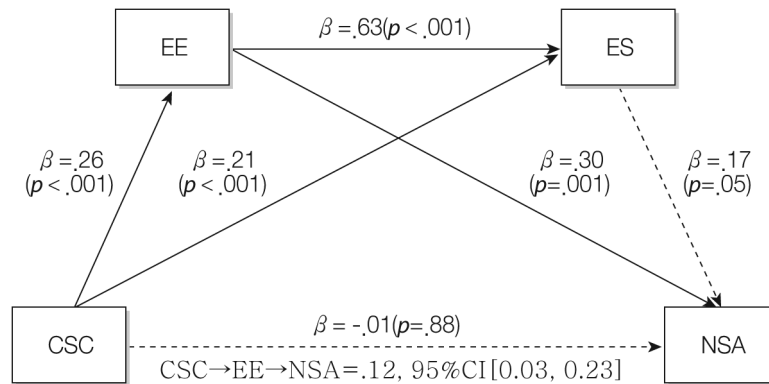 β=.63(p<.001)
EE
ES
β=.26
(p<.001)
β=.21
(p<.001)
β=.30
(p=.001)
β=.17
(p=.05)
β=-.01(p=.88)
CSC
NSA
CSC→EE→NSA=.12, 95%CI[0.03, 0.23]